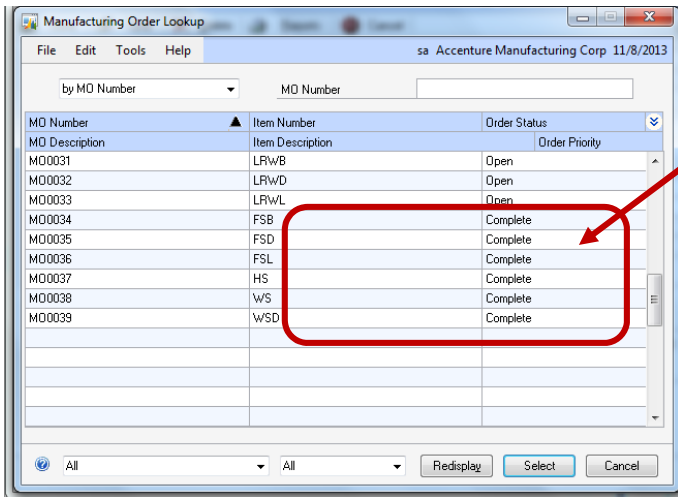 Manufacturing Order Lookup
File Edit Tools Help sa Accenture Manufacturing Corp 11/8/2013
by MO Number MO Number
MO Number Item Number Order Status
MO Description Item Description Order Priority
MO0031 LRWB Open
MO0032 LRWD Open
MO0033 LRWL Open
MO0034 FSB Complete
MO0035 FSD Complete
MO0036 FSL Complete
MO0037 HS Complete
MO0038 WS Complete
MO0039 WSD Complete
All All Redisplay Select Cancel